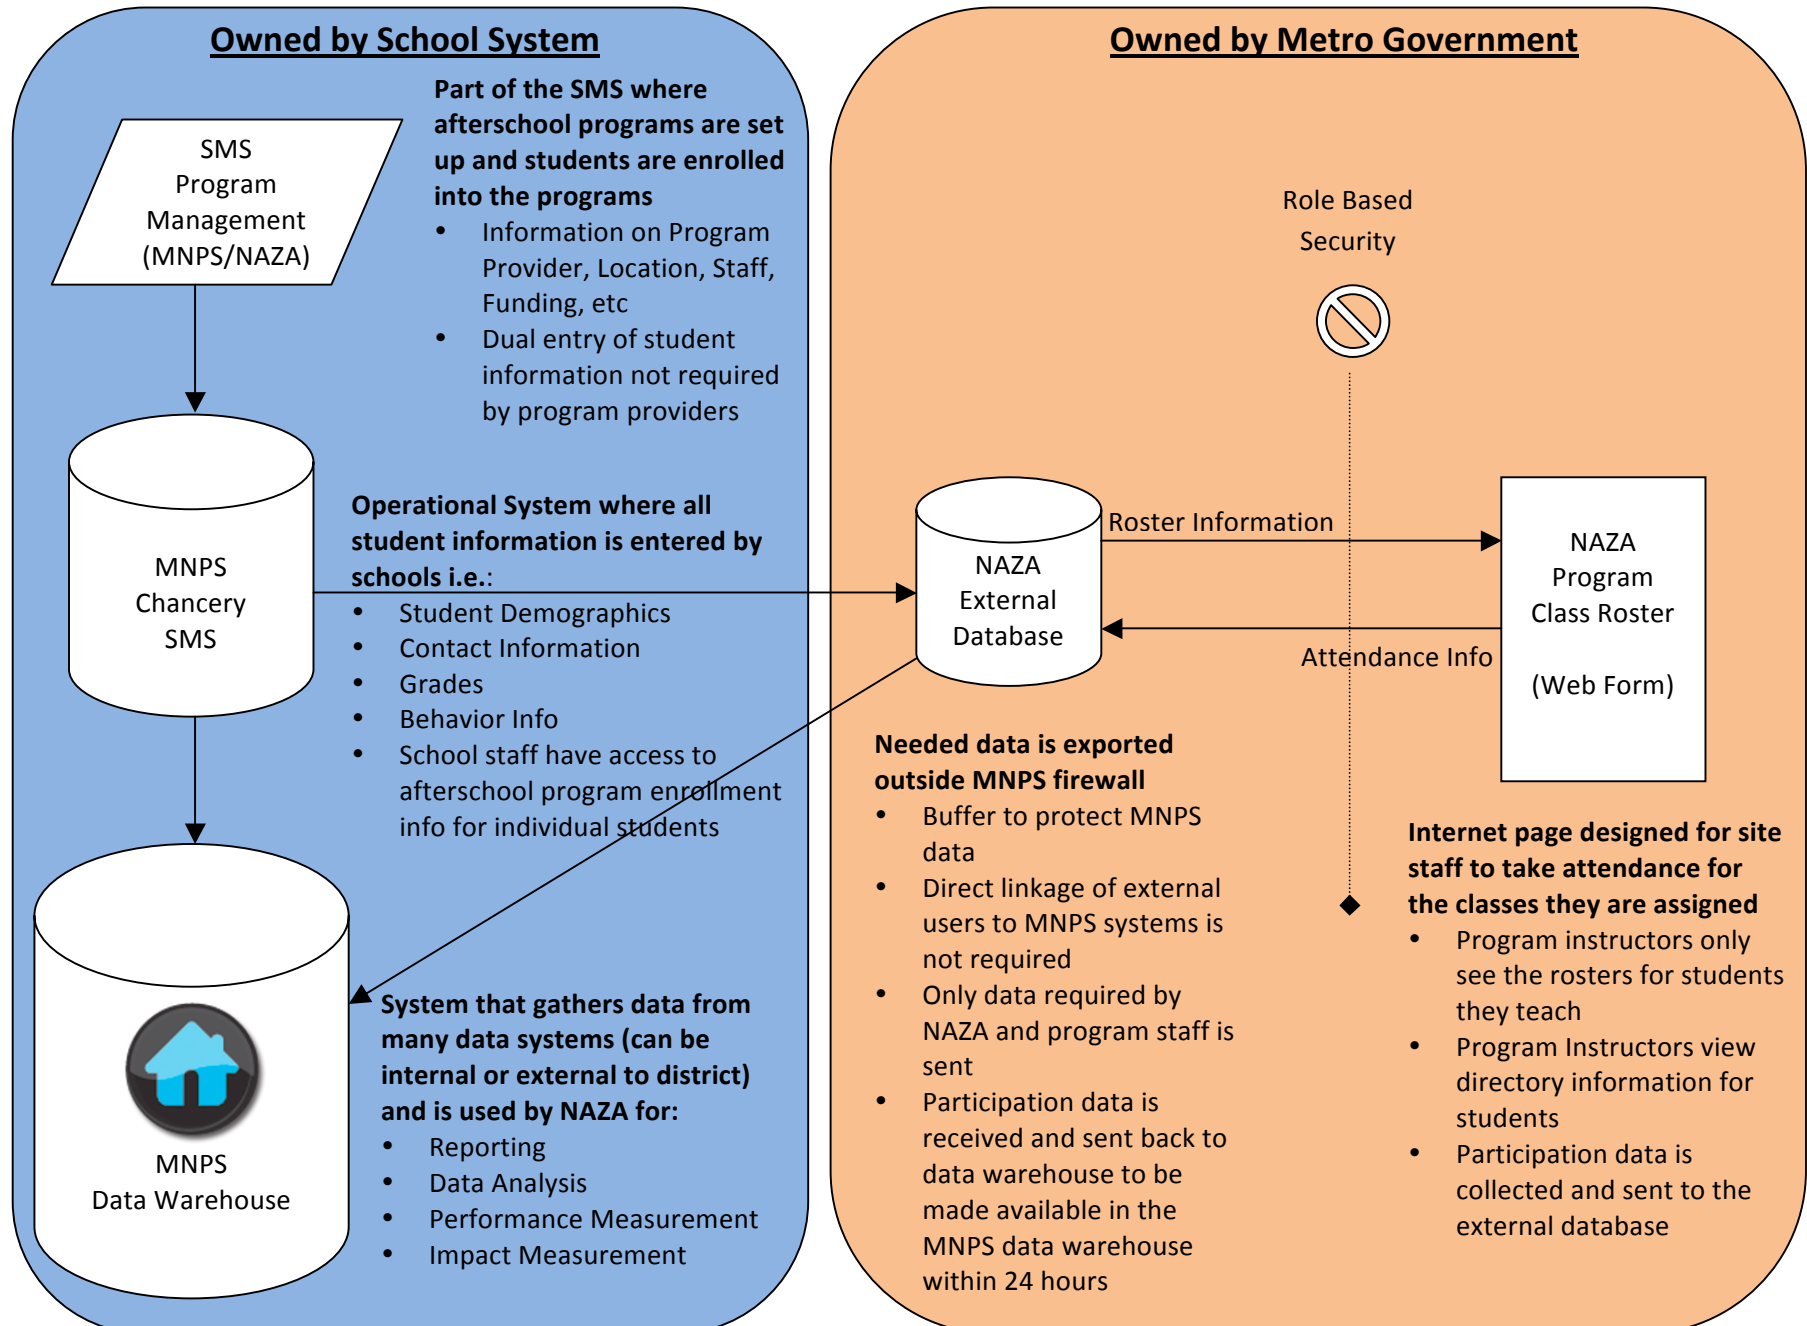 Owned by School System
SMS
Program
Management
(MNPS/NAZA)
Part of the SMS where
afterschool programs are set
up and students are enrolled
into the programs
• Information on Program
Provider, Location, Staff,
Funding, etc
• Dual entry of student
information not required
by program providers
MNPS
Chancery
SMS
Operational System where all
student information is entered by
schools i.e.:
• Student Demographics
• Contact Information
• Grades
• Behavior Info
• School staff have access to
afterschool program enrollment
info for individual students
MNPS
Data Warehouse
System that gathers data from
many data systems (can be
internal or external to district)
and is used by NAZA for:
• Reporting
• Data Analysis
• Performance Measurement
• Impact Measurement
Owned by Metro Government
Role Based
Security
NAZA
External
Database
Roster Information
Attendance Info
NAZA
Program
Class Roster
(Web Form)
Needed data is exported
outside MNPS firewall
• Buffer to protect MNPS
data
• Direct linkage of external
users to MNPS systems is
not required
• Only data required by
NAZA and program staff is
sent
• Participation data is
received and sent back to
data warehouse to be
made available in the
MNPS data warehouse
within 24 hours
Internet page designed for site
staff to take attendance for
the classes they are assigned
• Program instructors only
see the rosters for students
they teach
• Program Instructors view
directory information for
students
• Participation data is
collected and sent to the
external database